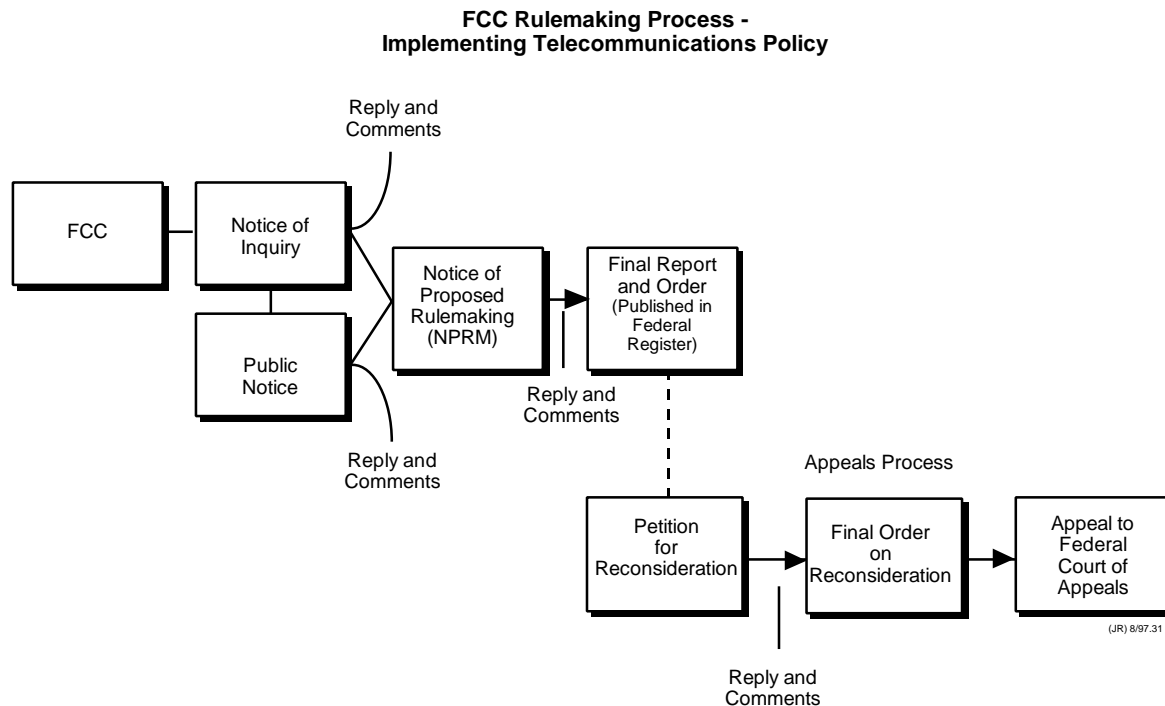 FCC Rulemaking Process -
Implementing Telecommunications Policy
Reply and
Comments
FCC
Notice of
Inquiry
Public
Notice
Reply and
Comments
Notice of
Proposed
Rulemaking
(NPRM)
Reply and
Comments
Final Report
and Order
(Published in
Federal
Register)
Appeals Process
Petition
for
Reconsideration
Reply and
Comments
Final Order
on
Reconsideration
Appeal to
Federal
Court of
Appeals
(JR) 8/97.31